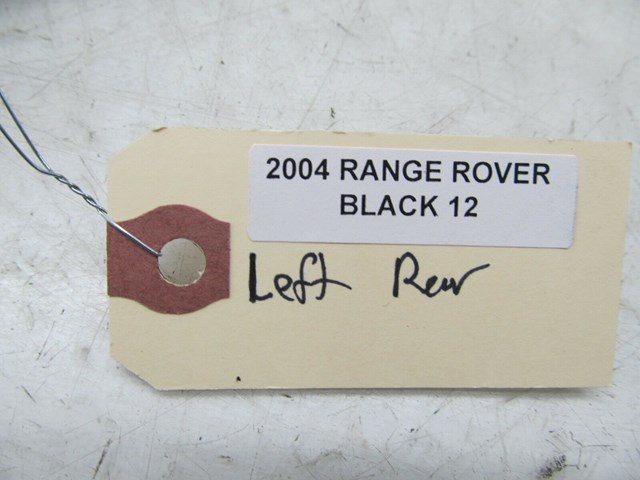 2004 RANGE ROVER
BLACK 12
Left Rear